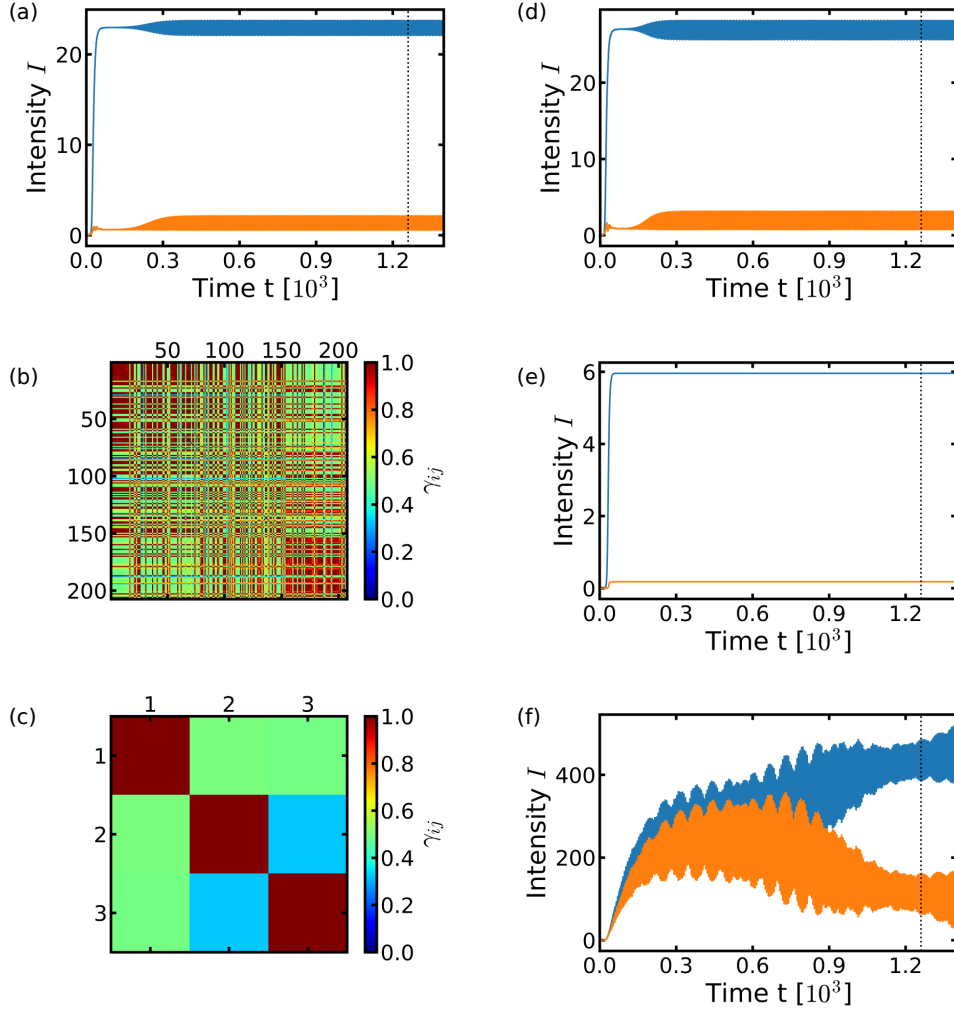 (a)
Intensity I
20
10
0
0.0 0.3 0.6 0.9 1.2
Time t [10³]
(d)
Intensity I
20
10
0
0.0 0.3 0.6 0.9 1.2
Time t [10³]
(b)
50 100 150 200
50
100
150
200
1.0
0.8
0.6
0.4
0.2
0.0
γij
(e)
Intensity I
6
4
2
0
0.0 0.3 0.6 0.9 1.2
Time t [10³]
(c)
1 2 3
1
2
3
1.0
0.8
0.6
0.4
0.2
0.0
γij
(f)
Intensity I
400
200
0
0.0 0.3 0.6 0.9 1.2
Time t [10³]